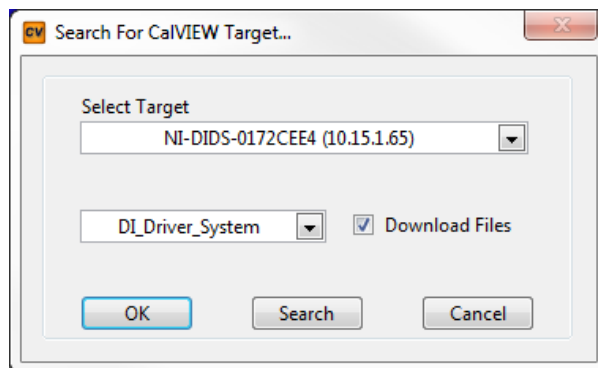 CV Search For CalVIEW Target...
Select Target
NI-DIDS-0172CEE4 (10.15.1.65)
DI_Driver_System Download Files
OK Search Cancel